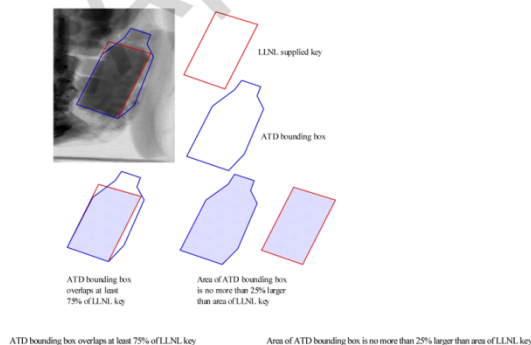 LLNL supplied key
ATD bounding box
ATD bounding box
overlaps at least
75% of LLNL key
Area of ATD bounding box
is no more than 25% larger
than area of LLNL key
ATD bounding box overlaps at least 75% of LLNL key
Area of ATD bounding box is no more than 25% larger than area of LLNL key